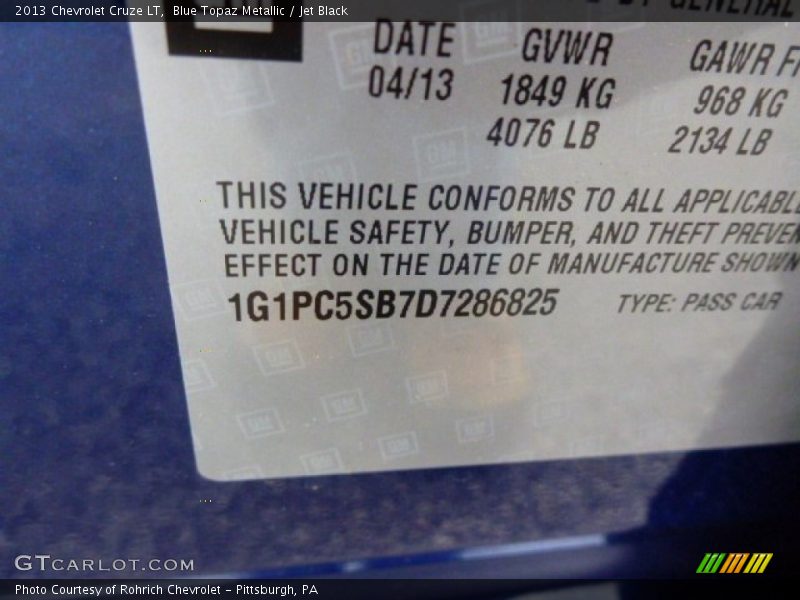 2013 Chevrolet Cruze LT, Blue Topaz Metallic / Jet Black
DATE GVWR GAWR
04/13 1849 KG 968 KG
4076 LB 2134 LB
THIS VEHICLE CONFORMS TO ALL
VEHICLE SAFETY, BUMPER, AND THEFT
EFFECT ON THE DATE OF MANUFACTURE SHOWN
1G1PC5SB7D7286825 TYPE: PASS CAR
GTCARLOT.COM
Photo Courtesy of Rohrich Chevrolet – Pittsburgh, PA